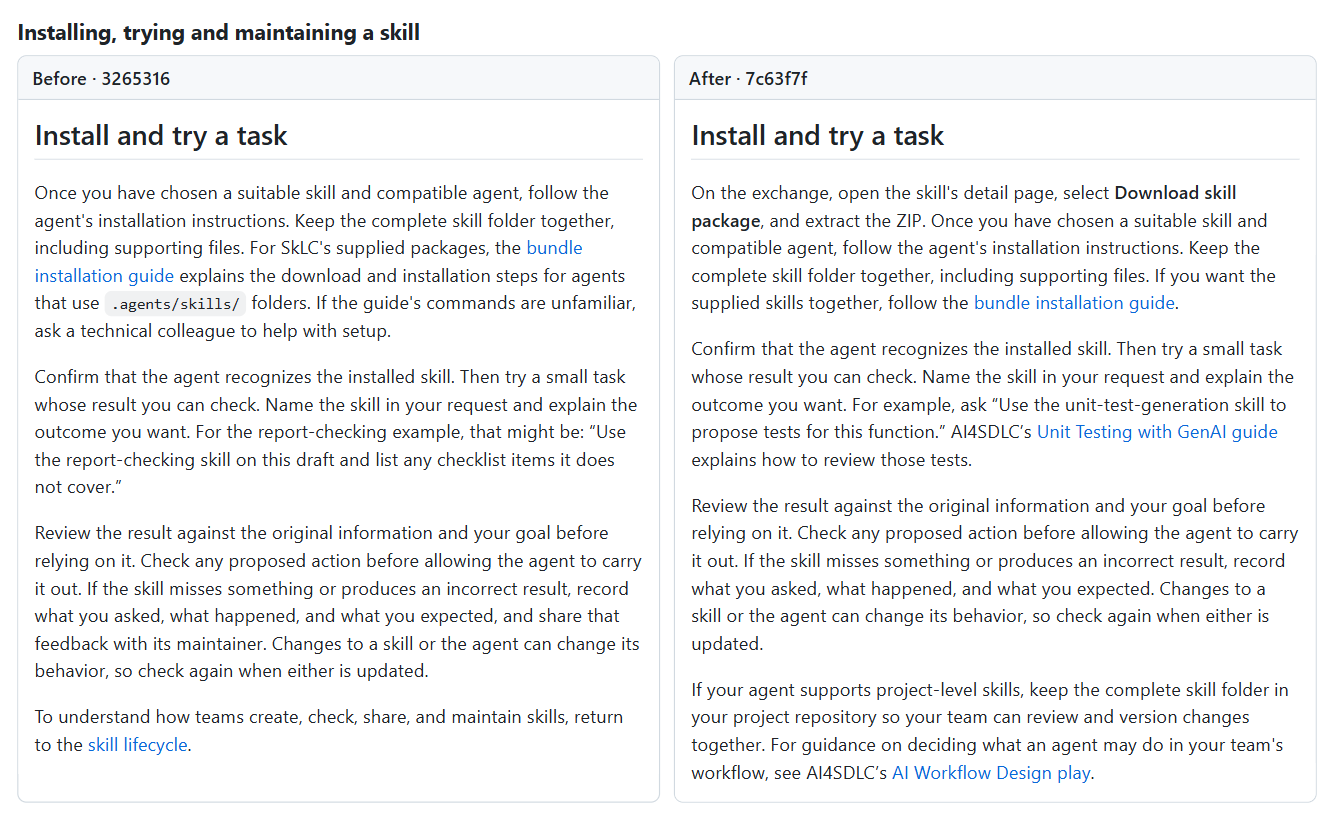 Installing, trying and maintaining a skill
Before · 3265316
Install and try a task
Once you have chosen a suitable skill and compatible agent, follow the
agent's installation instructions. Keep the complete skill folder together,
including supporting files. For SkLC's supplied packages, the bundle
installation guide explains the download and installation steps for agents
that use .agents/skills/ folders. If the guide's commands are unfamiliar,
ask a technical colleague to help with setup.
Confirm that the agent recognizes the installed skill. Then try a small task
whose result you can check. Name the skill in your request and explain the
outcome you want. For the report-checking example, that might be: “Use
the report-checking skill on this draft and list any checklist items it does
not cover.”
Review the result against the original information and your goal before
relying on it. Check any proposed action before allowing the agent to carry
it out. If the skill misses something or produces an incorrect result, record
what you asked, what happened, and what you expected, and share that
feedback with its maintainer. Changes to a skill or the agent can change its
behavior, so check again when either is updated.
To understand how teams create, check, share, and maintain skills, return
to the skill lifecycle.
After · 7c63f7f
Install and try a task
On the exchange, open the skill's detail page, select Download skill
package, and extract the ZIP. Once you have chosen a suitable skill and
compatible agent, follow the agent's installation instructions. Keep the
complete skill folder together, including supporting files. If you want the
supplied skills together, follow the bundle installation guide.
Confirm that the agent recognizes the installed skill. Then try a small task
whose result you can check. Name the skill in your request and explain the
outcome you want. For example, ask “Use the unit-test-generation skill to
propose tests for this function.” AI4SDLC’s Unit Testing with GenAI guide
explains how to review those tests.
Review the result against the original information and your goal before
relying on it. Check any proposed action before allowing the agent to carry
it out. If the skill misses something or produces an incorrect result, record
what you asked, what happened, and what you expected. Changes to a
skill or the agent can change its behavior, so check again when either is
updated.
If your agent supports project-level skills, keep the complete skill folder in
your project repository so your team can review and version changes
together. For guidance on deciding what an agent may do in your team's
workflow, see AI4SDLC’s AI Workflow Design play.